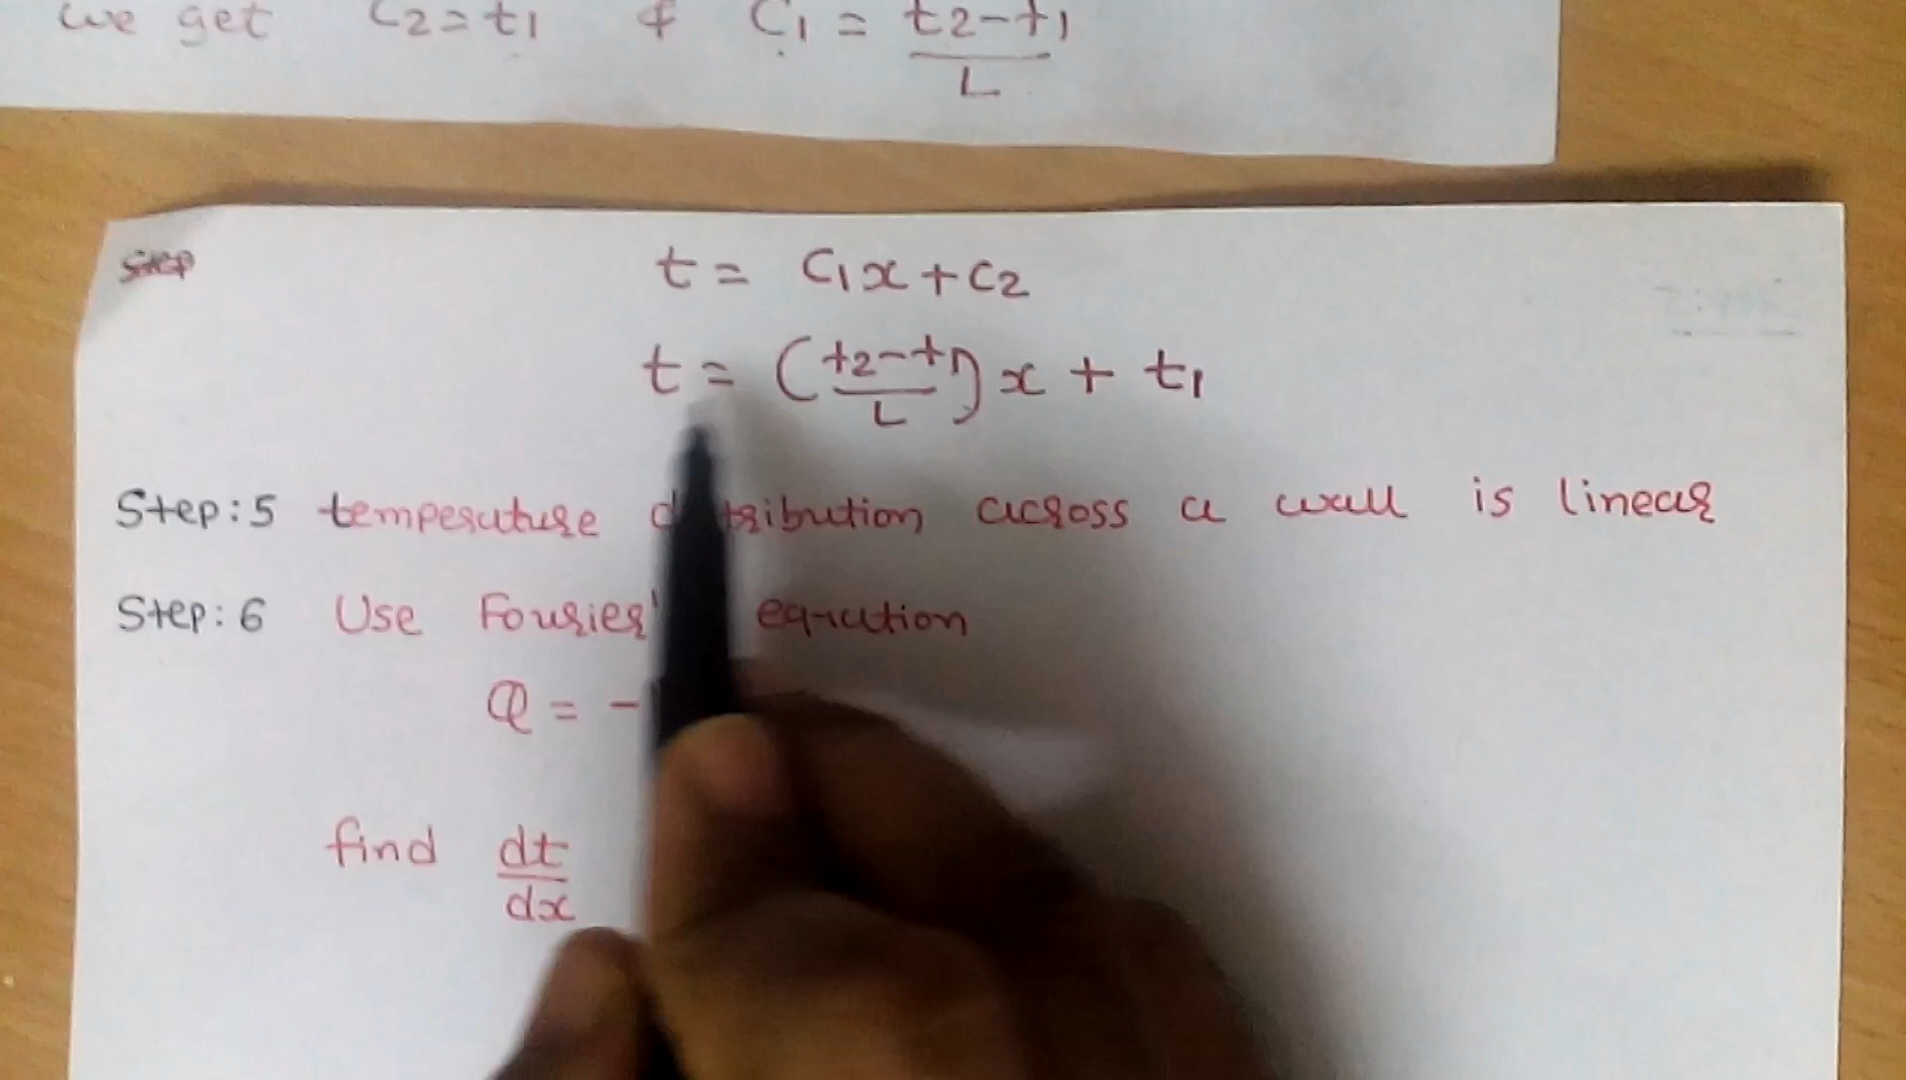 we get C2=t1 & C1 = t2-t1/L
Step
t = C1x+C2
t = (t2-t1/L) x + t1
Step:5 temperature distribution across a wall is linear
Step:6 Use Fourier' equation
Q = -
find dt/dx